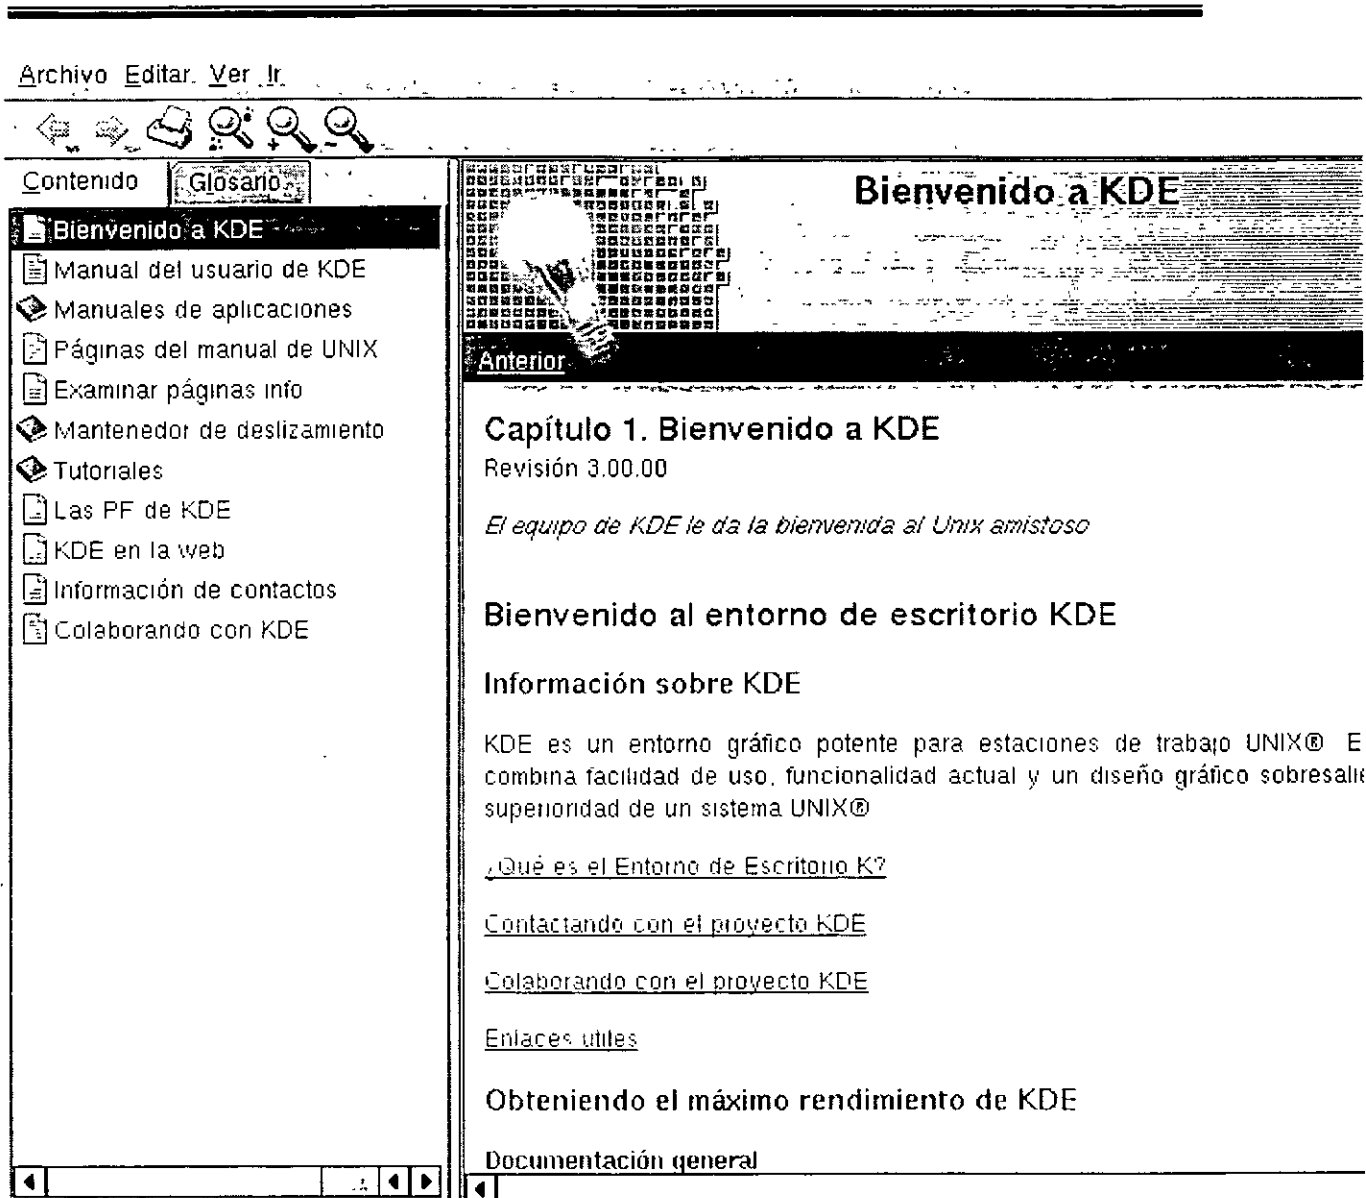 Archivo Editar Ver Ir
Contenido Glosario
Bienvenido a KDE
Manual del usuario de KDE
Manuales de aplicaciones
Páginas del manual de UNIX
Examinar páginas info
Mantenedor de deslizamiento
Tutoriales
Las PF de KDE
KDE en la web
Información de contactos
Colaborando con KDE
Bienvenido a KDE
Anterior
Capítulo 1. Bienvenido a KDE
Revisión 3.00.00
El equipo de KDE le da la bienvenida al Unix amistoso
Bienvenido al entorno de escritorio KDE
Información sobre KDE
KDE es un entorno gráfico potente para estaciones de trabajo UNIX® E
combina facilidad de uso, funcionalidad actual y un diseño gráfico sobresalie
superioridad de un sistema UNIX®
¿Qué es el Entorno de Escritorio K?
Contactando con el proyecto KDE
Colaborando con el proyecto KDE
Enlaces utiles
Obteniendo el máximo rendimiento de KDE
Documentación general